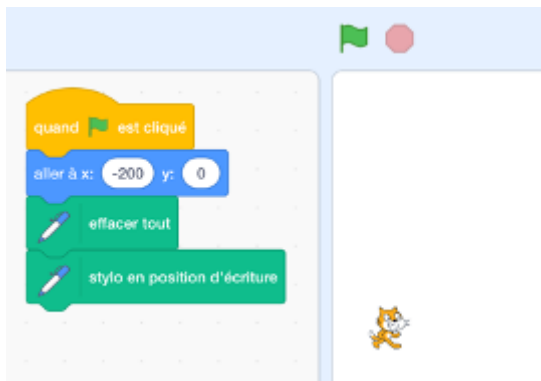 quand est cliqué
aller à x: -200 y: 0
effacer tout
stylo en position d'écriture